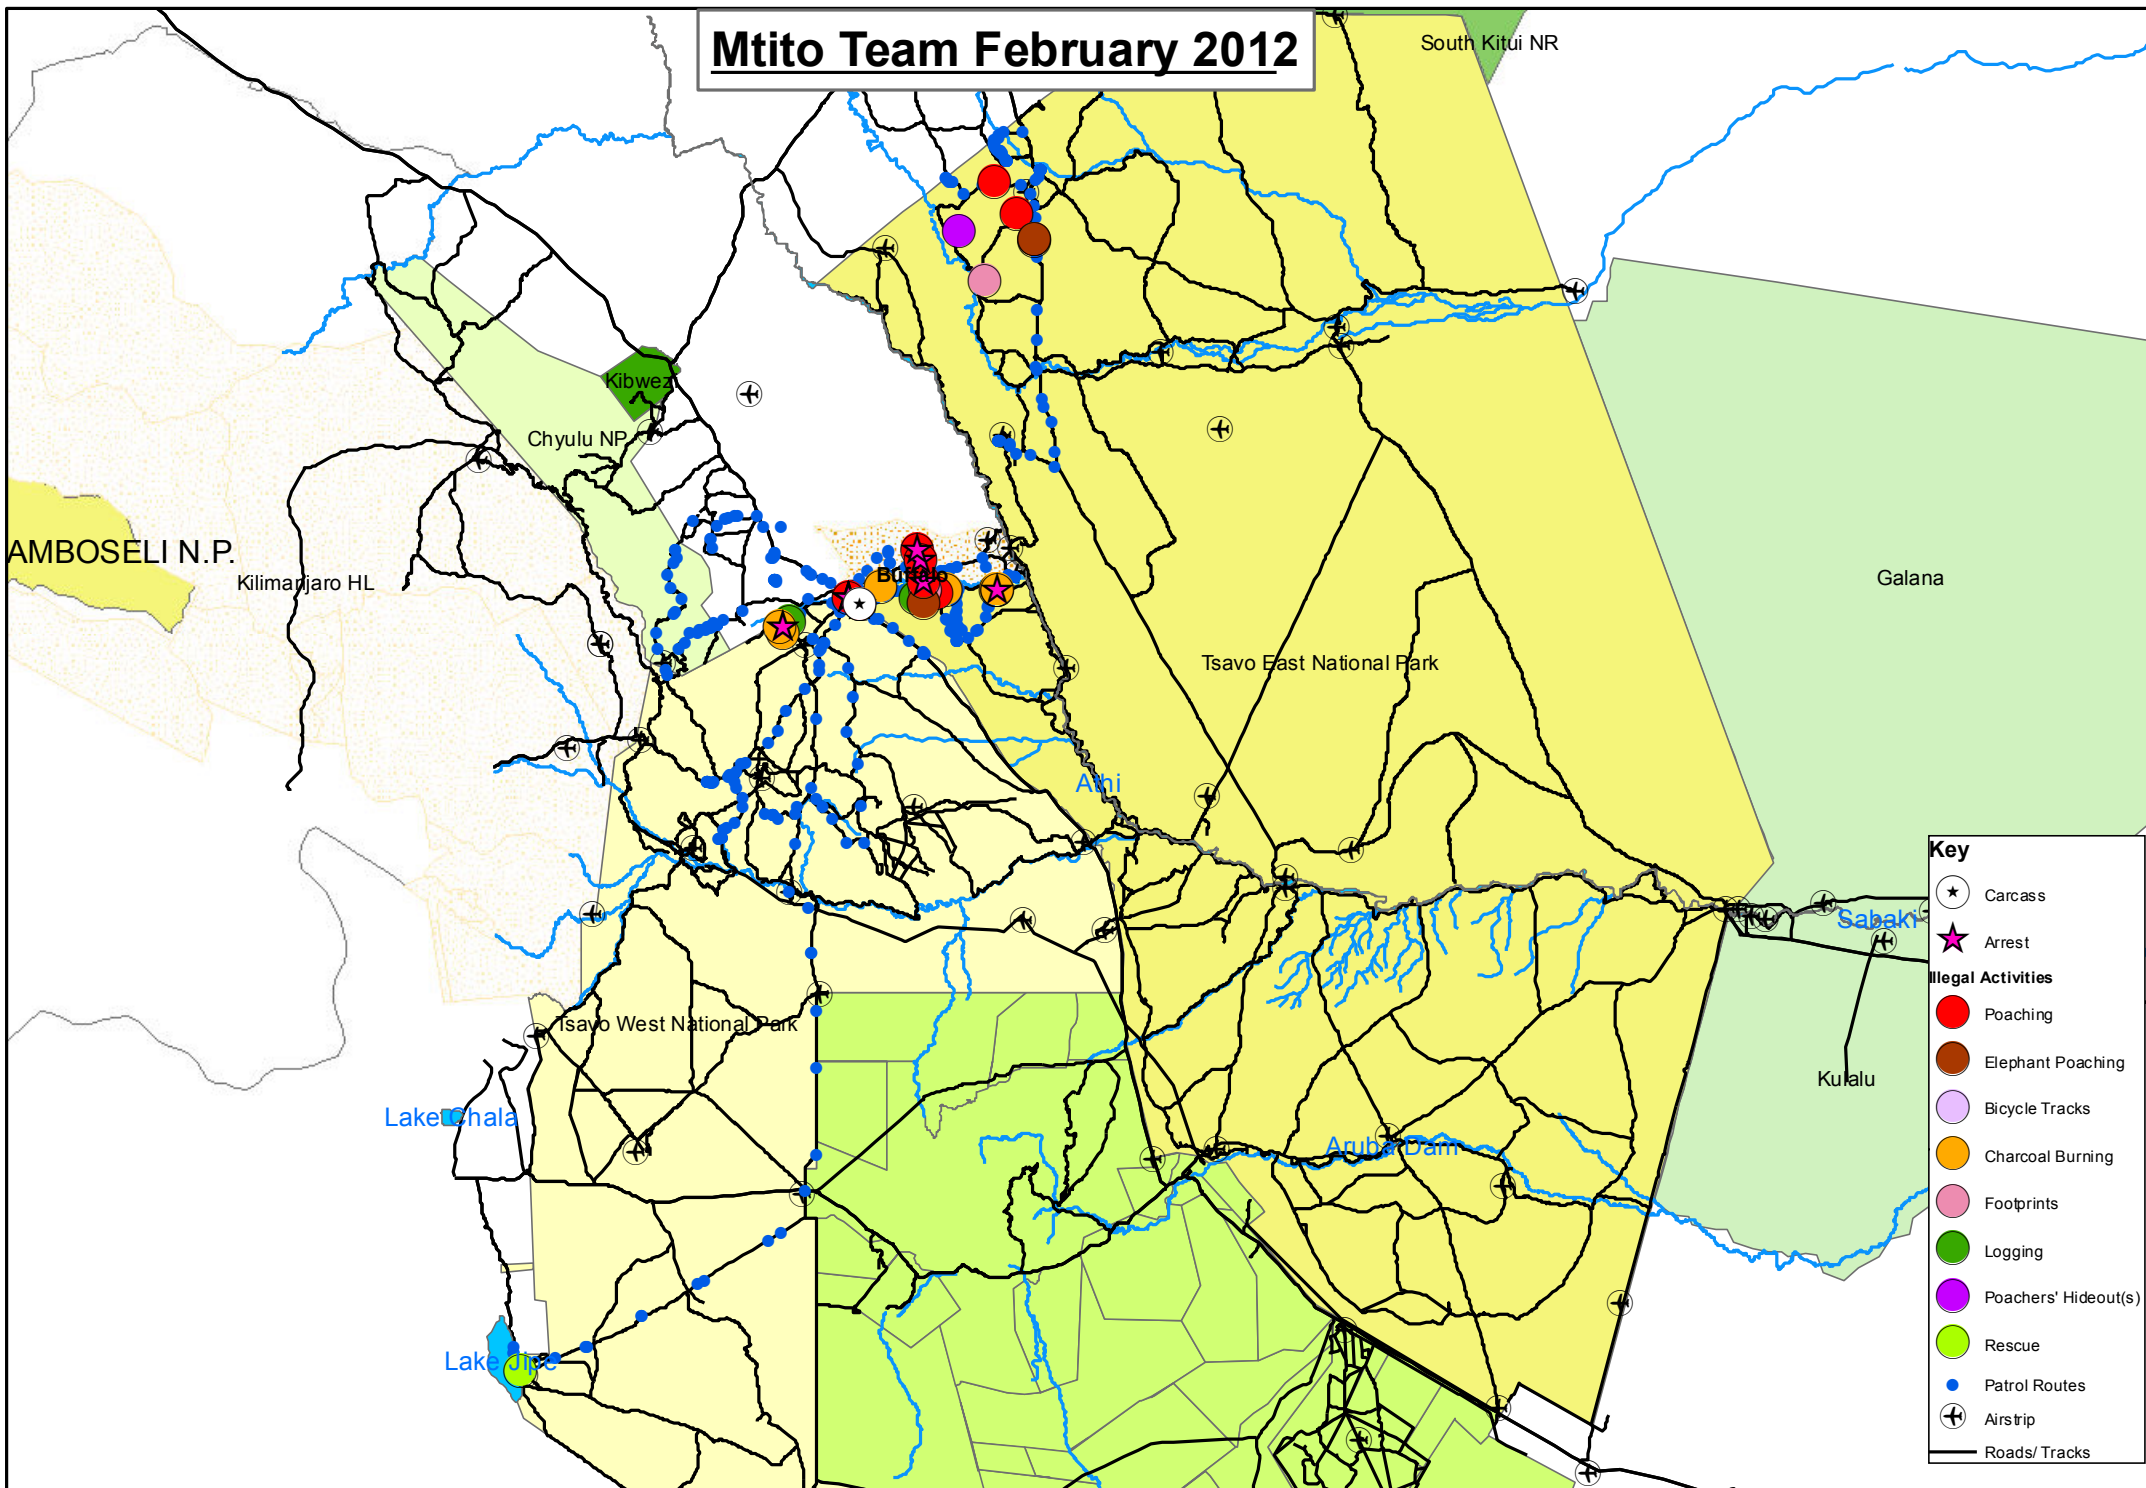 Mtito Team February 2012
South Kitui NR
Kibwezi
Chyulu NP
AMBOSELI N.P.
Kilimanjaro HL
Buffalo
Galana
Tsavo East National Park
Athi
Sabaki
Tsavo West National Park
Kulalu
Lake Chala
Aruba Dam
Lake Jipe
Key
Carcass
Arrest
Illegal Activities
Poaching
Elephant Poaching
Bicycle Tracks
Charcoal Burning
Footprints
Logging
Poachers' Hideout(s)
Rescue
Patrol Routes
Airstrip
Roads/ Tracks